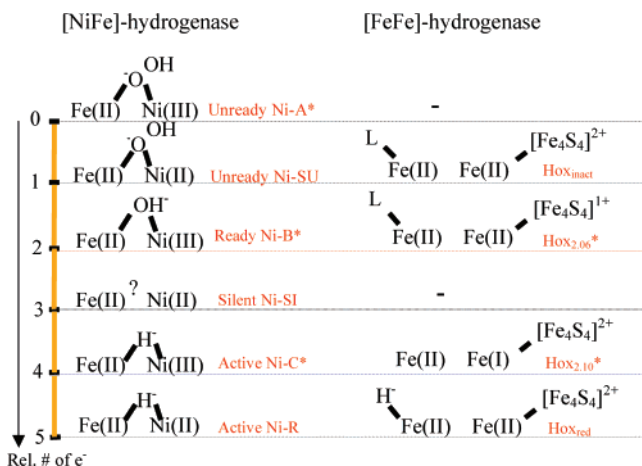 [NiFe]-hydrogenase [FeFe]-hydrogenase
OH
-O
Fe(II) Ni(III) Unready Ni-A* -
0
OH
-O L [Fe4S4]2+
Fe(II) Ni(II) Unready Ni-SU Fe(II) Fe(II) Hoxinact
1
OH- L [Fe4S4]1+
Fe(II) Ni(III) Ready Ni-B* Fe(II) Fe(II) Hox2.06*
2
Fe(II) ? Ni(II) Silent Ni-SI -
3
H- [Fe4S4]2+
Fe(II) Ni(III) Active Ni-C* Fe(II) Fe(I) Hox2.10*
4
H- H- [Fe4S4]2+
Fe(II) Ni(II) Active Ni-R Fe(II) Fe(II) Hoxred
5
Rel. # of e-